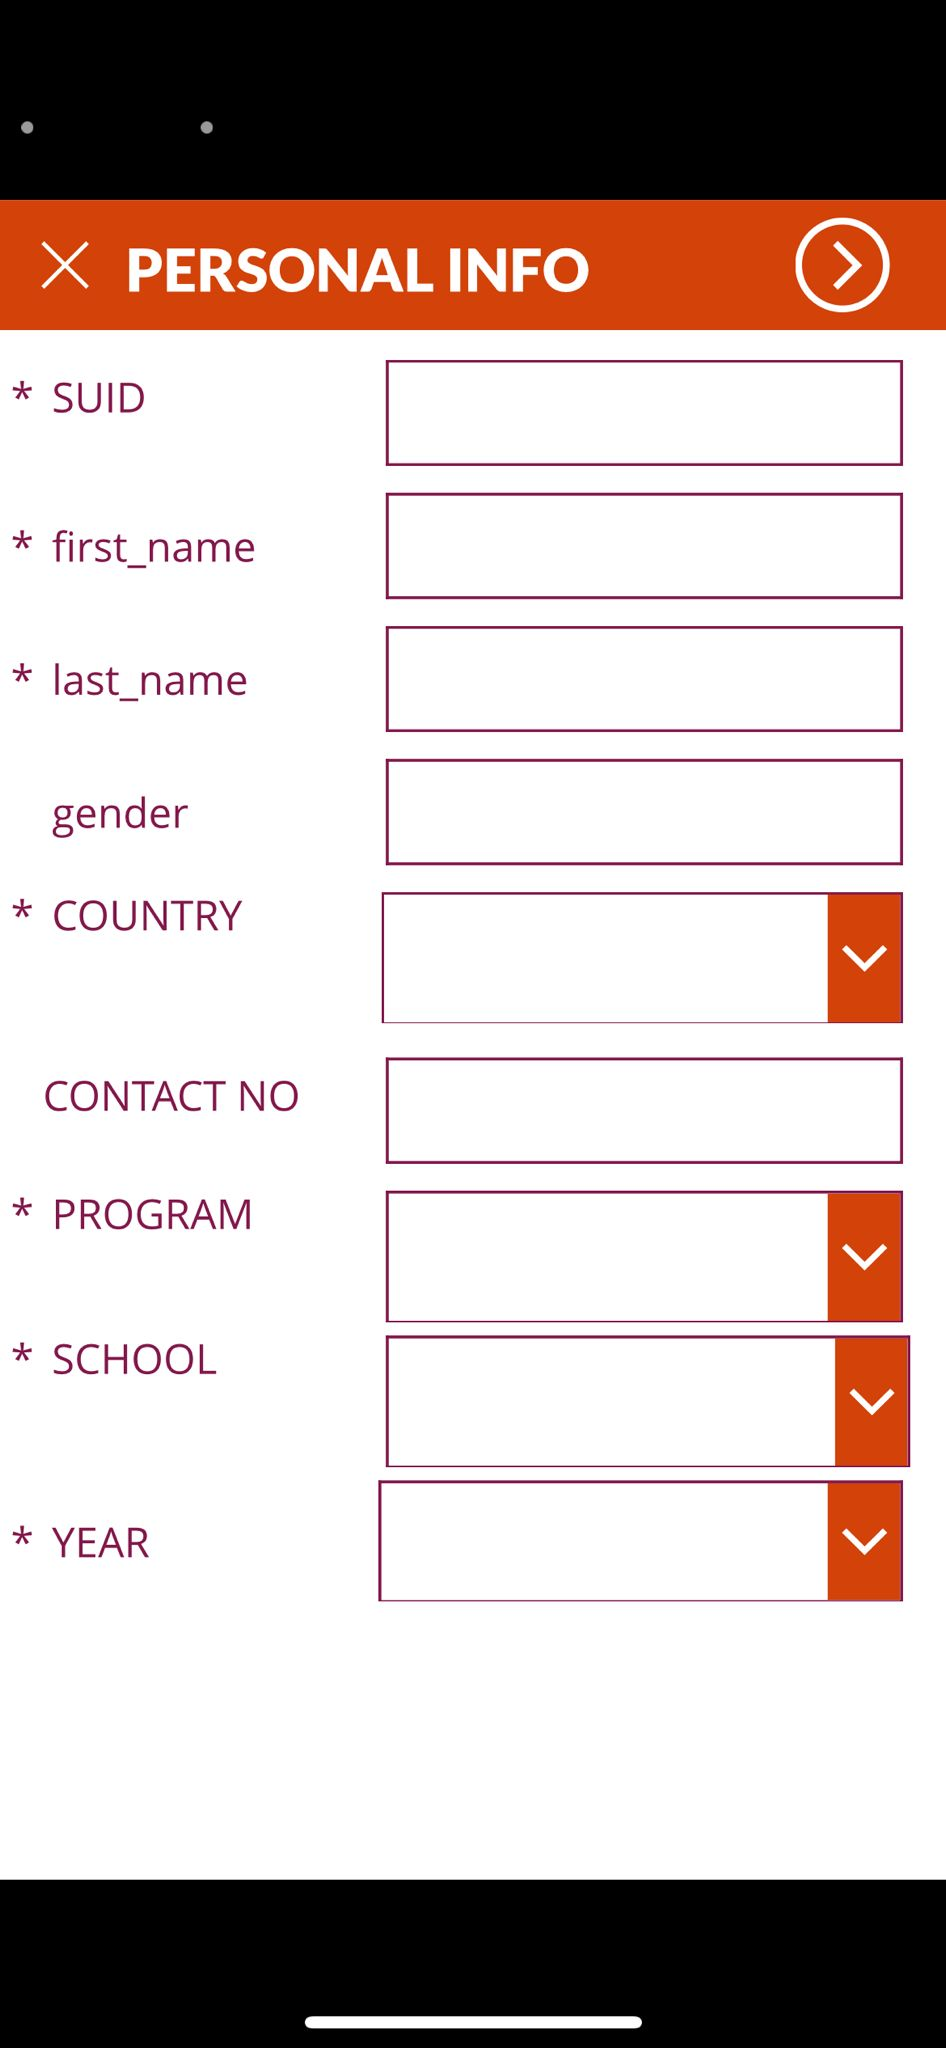 PERSONAL INFO
* SUID
* first_name
* last_name
gender
* COUNTRY
CONTACT NO
* PROGRAM
* SCHOOL
* YEAR